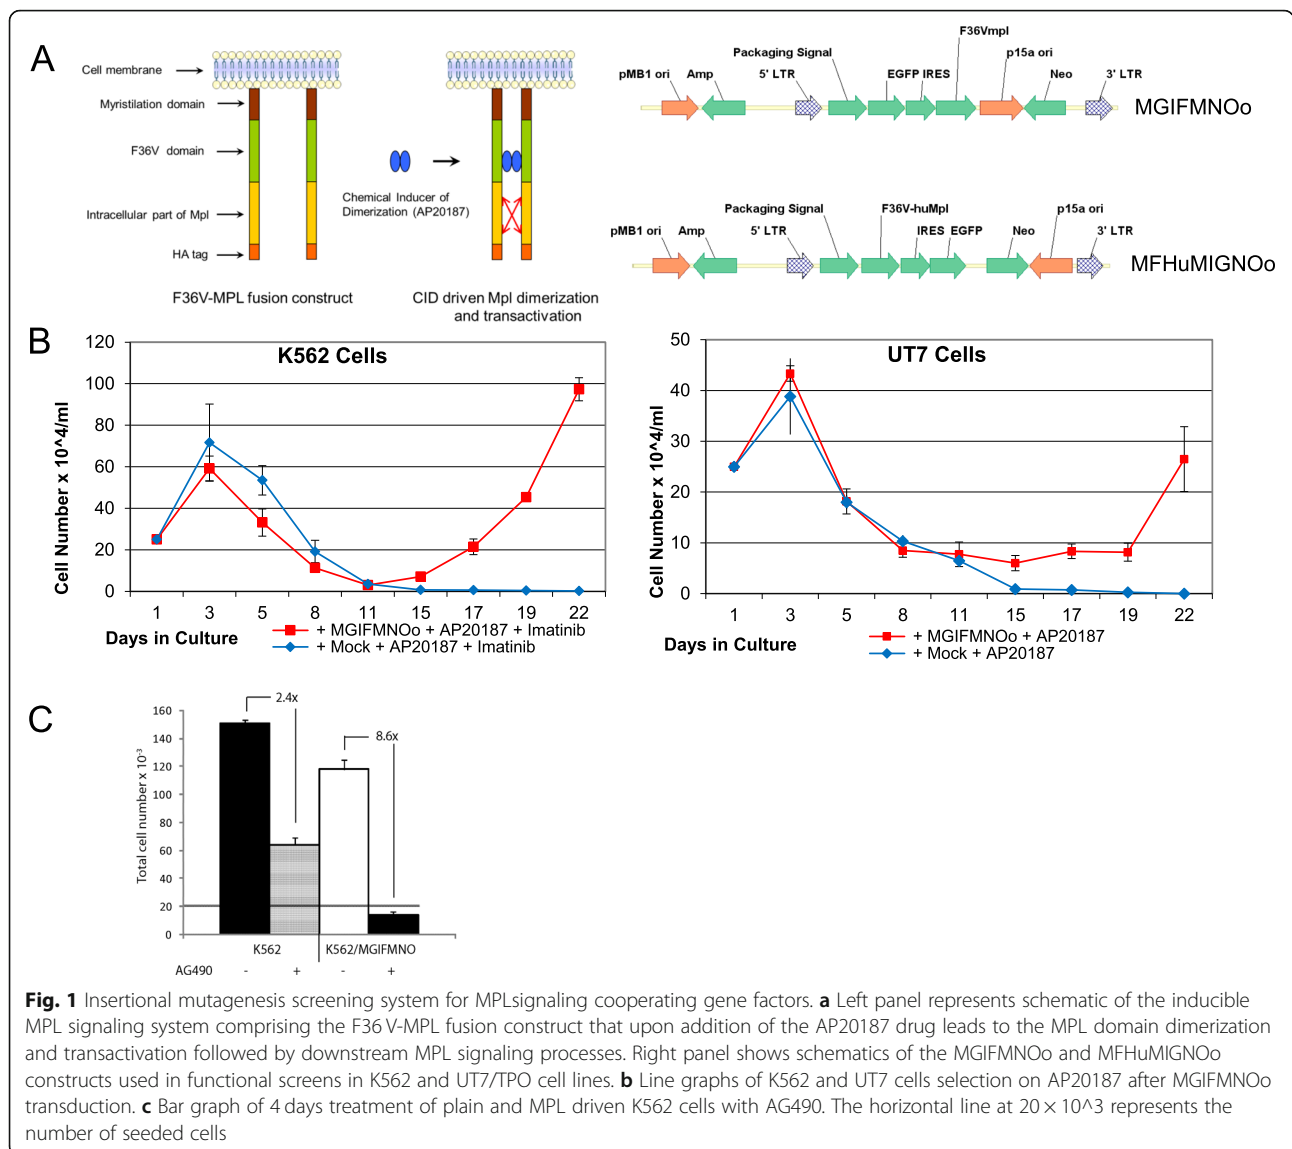 A
Cell membrane
Myristilation domain
F36V domain
Intracellular part of Mpl
HA tag
F36V-MPL fusion construct
Chemical Inducer of
Dimerization (AP20187)
CID driven Mpl dimerization
and transactivation
F36Vmpl
Packaging Signal
p15a ori
pMB1 ori
Amp
5' LTR
EGFP IRES
Neo
3' LTR
MGIFMNOo
Packaging Signal
F36V-huMpl
p15a ori
pMB1 ori
Amp
5' LTR
IRES EGFP
Neo
3' LTR
MFHuMIGNOo
B
K562 Cells
Cell Number x 10^4/ml
120
100
80
60
40
20
0
1 3 5 8 11 15 17 19 22
Days in Culture
+ MGIFMNOo + AP20187 + Imatinib
+ Mock + AP20187 + Imatinib
UT7 Cells
Cell Number x 10^4/ml
50
40
30
20
10
0
1 3 5 8 11 15 17 19 22
Days in Culture
+ MGIFMNOo + AP20187
+ Mock + AP20187
C
Total cell number x 10⁻³
160
140
120
100
80
60
40
20
0
2.4x
8.6x
K562 K562/MGIFMNO
AG490 - + - +
Fig. 1 Insertional mutagenesis screening system for MPLsignaling cooperating gene factors. a Left panel represents schematic of the inducible
MPL signaling system comprising the F36 V-MPL fusion construct that upon addition of the AP20187 drug leads to the MPL domain dimerization
and transactivation followed by downstream MPL signaling processes. Right panel shows schematics of the MGIFMNOo and MFHuMIGNOo
constructs used in functional screens in K562 and UT7/TPO cell lines. b Line graphs of K562 and UT7 cells selection on AP20187 after MGIFMNOo
transduction. c Bar graph of 4 days treatment of plain and MPL driven K562 cells with AG490. The horizontal line at 20 × 10^3 represents the
number of seeded cells